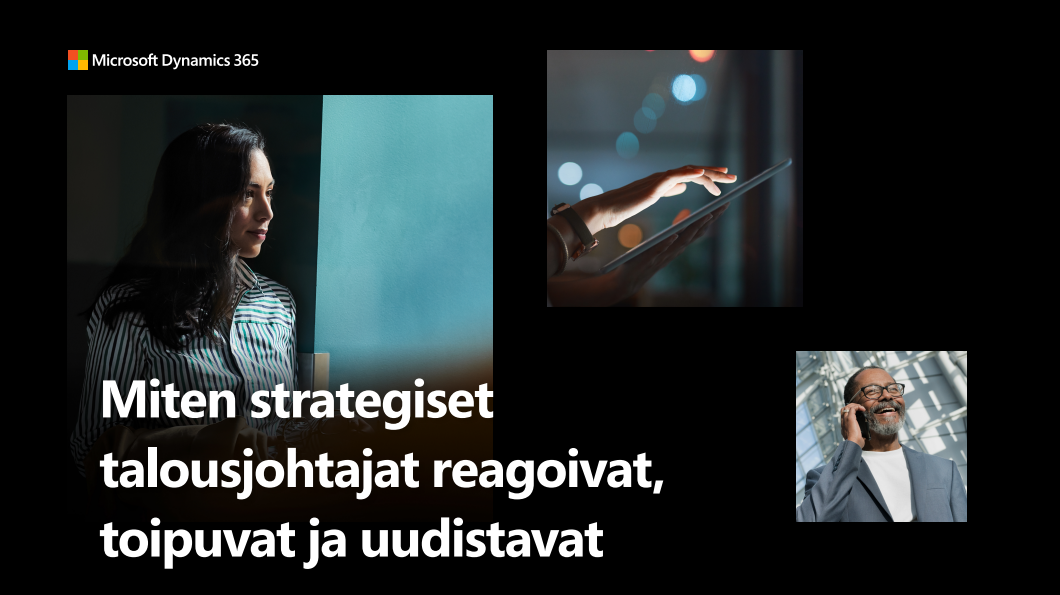 Microsoft Dynamics 365
Miten strategiset
talousjohtajat reagoivat,
toipuvat ja uudistavat